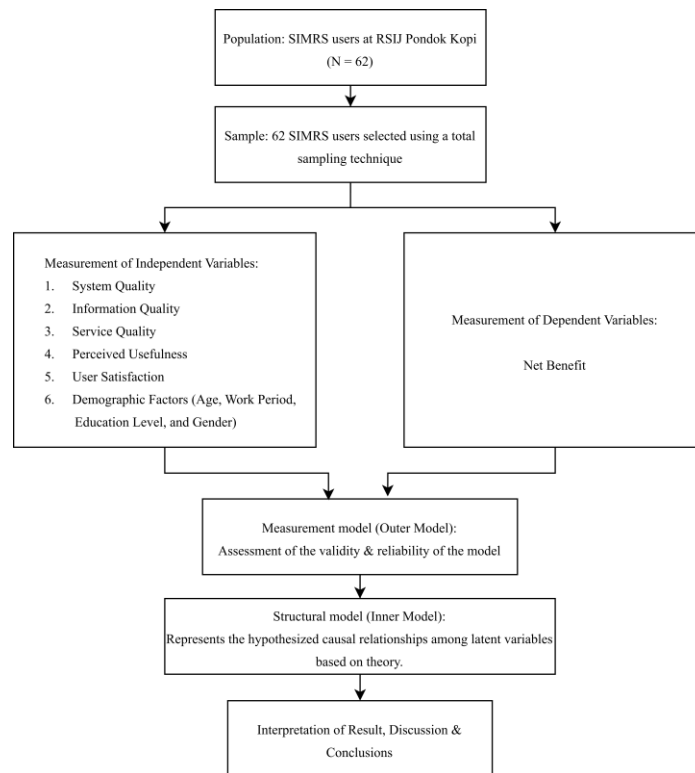 Population: SIMRS users at RSIJ Pondok Kopi
(N = 62)
Sample: 62 SIMRS users selected using a total
sampling technique
Measurement of Independent Variables:
1. System Quality
2. Information Quality
3. Service Quality
4. Perceived Usefulness
5. User Satisfaction
6. Demographic Factors (Age, Work Period,
Education Level, and Gender)
Measurement of Dependent Variables:
Net Benefit
Measurement model (Outer Model):
Assessment of the validity & reliability of the model
Structural model (Inner Model):
Represents the hypothesized causal relationships among latent variables
based on theory.
Interpretation of Result, Discussion &
Conclusions